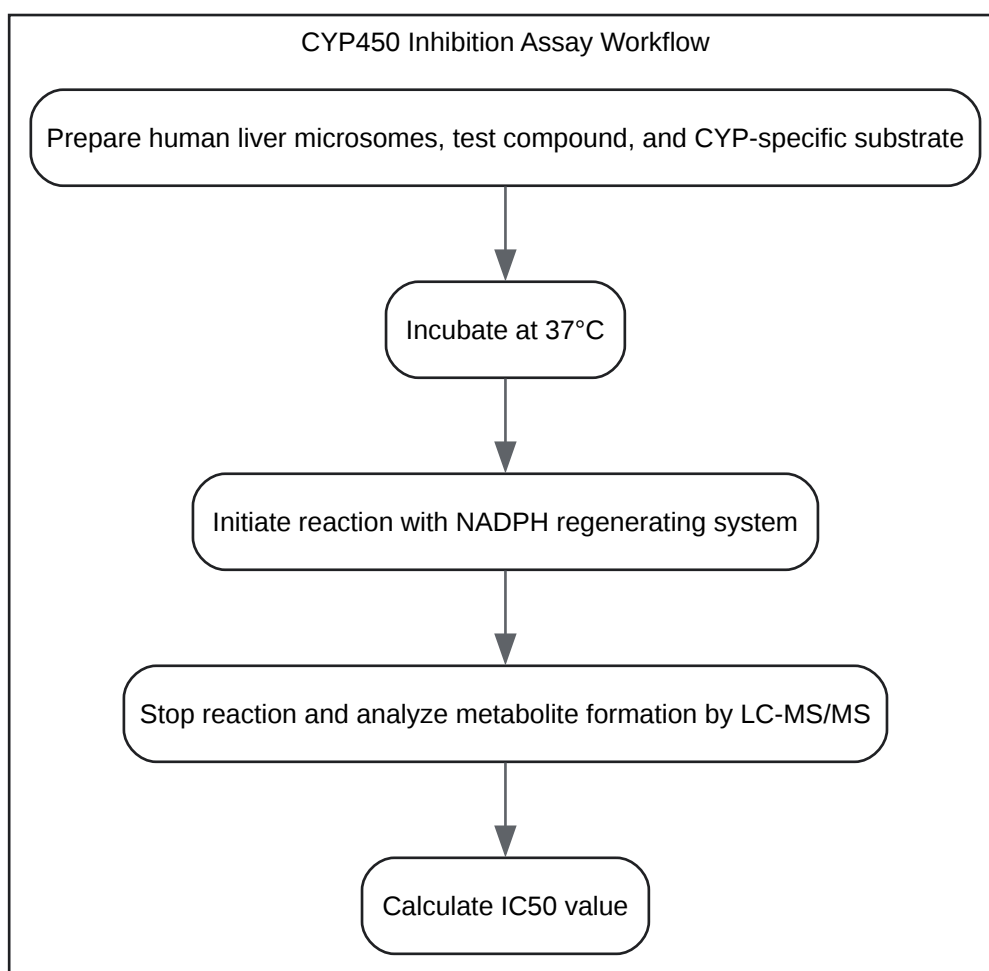 CYP450 Inhibition Assay Workflow
Prepare human liver microsomes, test compound, and CYP-specific substrate
Incubate at 37°C
Initiate reaction with NADPH regenerating system
Stop reaction and analyze metabolite formation by LC-MS/MS
Calculate IC50 value